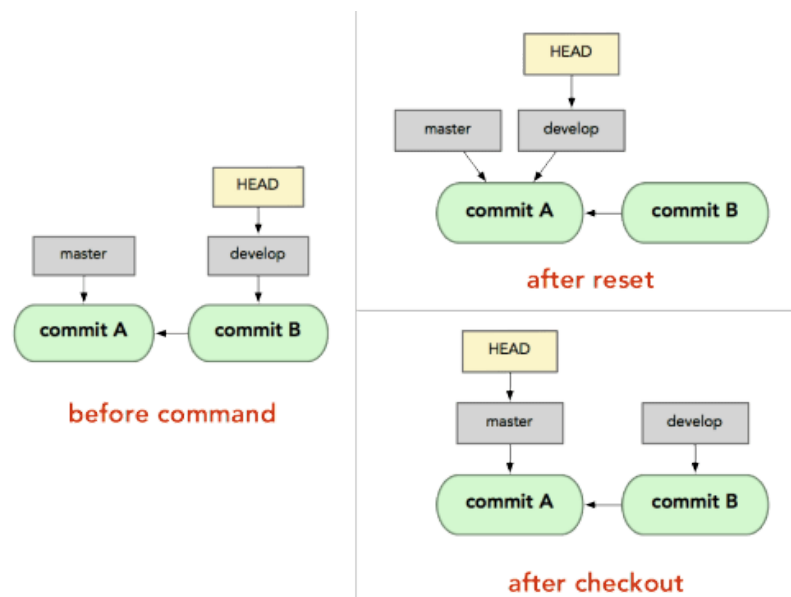 HEAD
master
develop
commit A
commit B
before command
HEAD
master
develop
commit A
commit B
after reset
HEAD
master
develop
commit A
commit B
after checkout